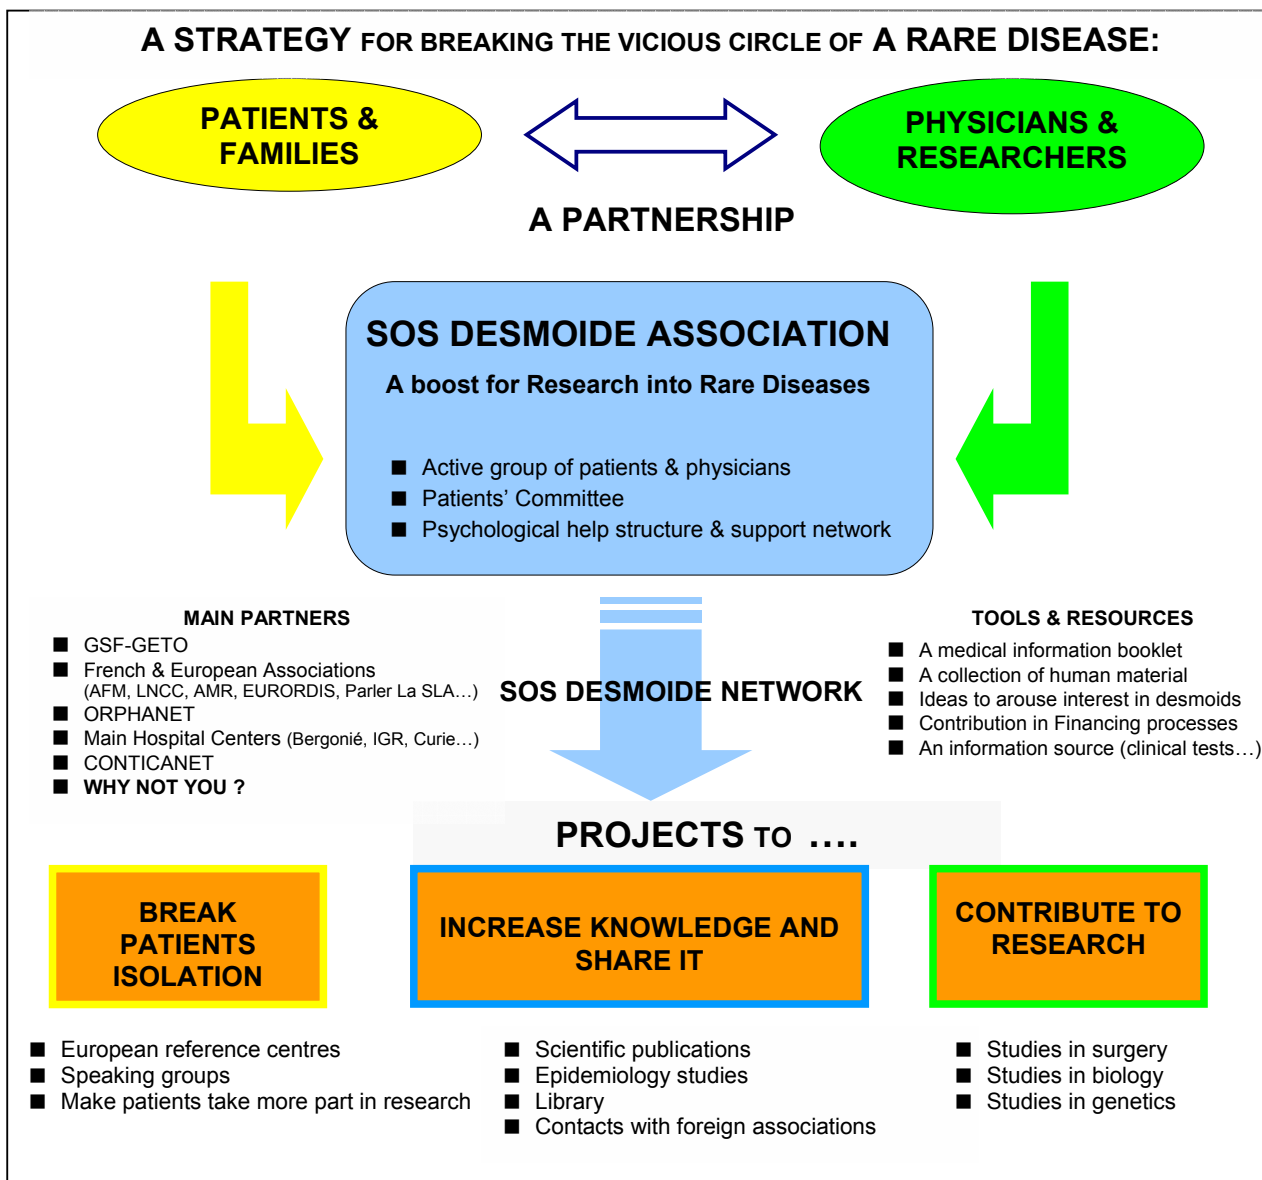 A STRATEGY FOR BREAKING THE VICIOUS CIRCLE OF A RARE DISEASE:
PATIENTS &
FAMILIES
PHYSICIANS &
RESEARCHERS
A PARTNERSHIP
SOS DESMOIDE ASSOCIATION
A boost for Research into Rare Diseases
■ Active group of patients & physicians
■ Patients’ Committee
■ Psychological help structure & support network
MAIN PARTNERS
■ GSF-GETO
■ French & European Associations
(AFM, LNCC, AMR, EURORDIS, Parler La SLA…)
■ ORPHANET
■ Main Hospital Centers (Bergonié, IGR, Curie…)
■ CONTICANET
■ WHY NOT YOU ?
SOS DESMOIDE NETWORK
TOOLS & RESOURCES
■ A medical information booklet
■ A collection of human material
■ Ideas to arouse interest in desmoids
■ Contribution in Financing processes
■ An information source (clinical tests…)
PROJECTS TO ….
BREAK
PATIENTS
ISOLATION
INCREASE KNOWLEDGE AND
SHARE IT
CONTRIBUTE TO
RESEARCH
■ European reference centres
■ Speaking groups
■ Make patients take more part in research
■ Scientific publications
■ Epidemiology studies
■ Library
■ Contacts with foreign associations
■ Studies in surgery
■ Studies in biology
■ Studies in genetics